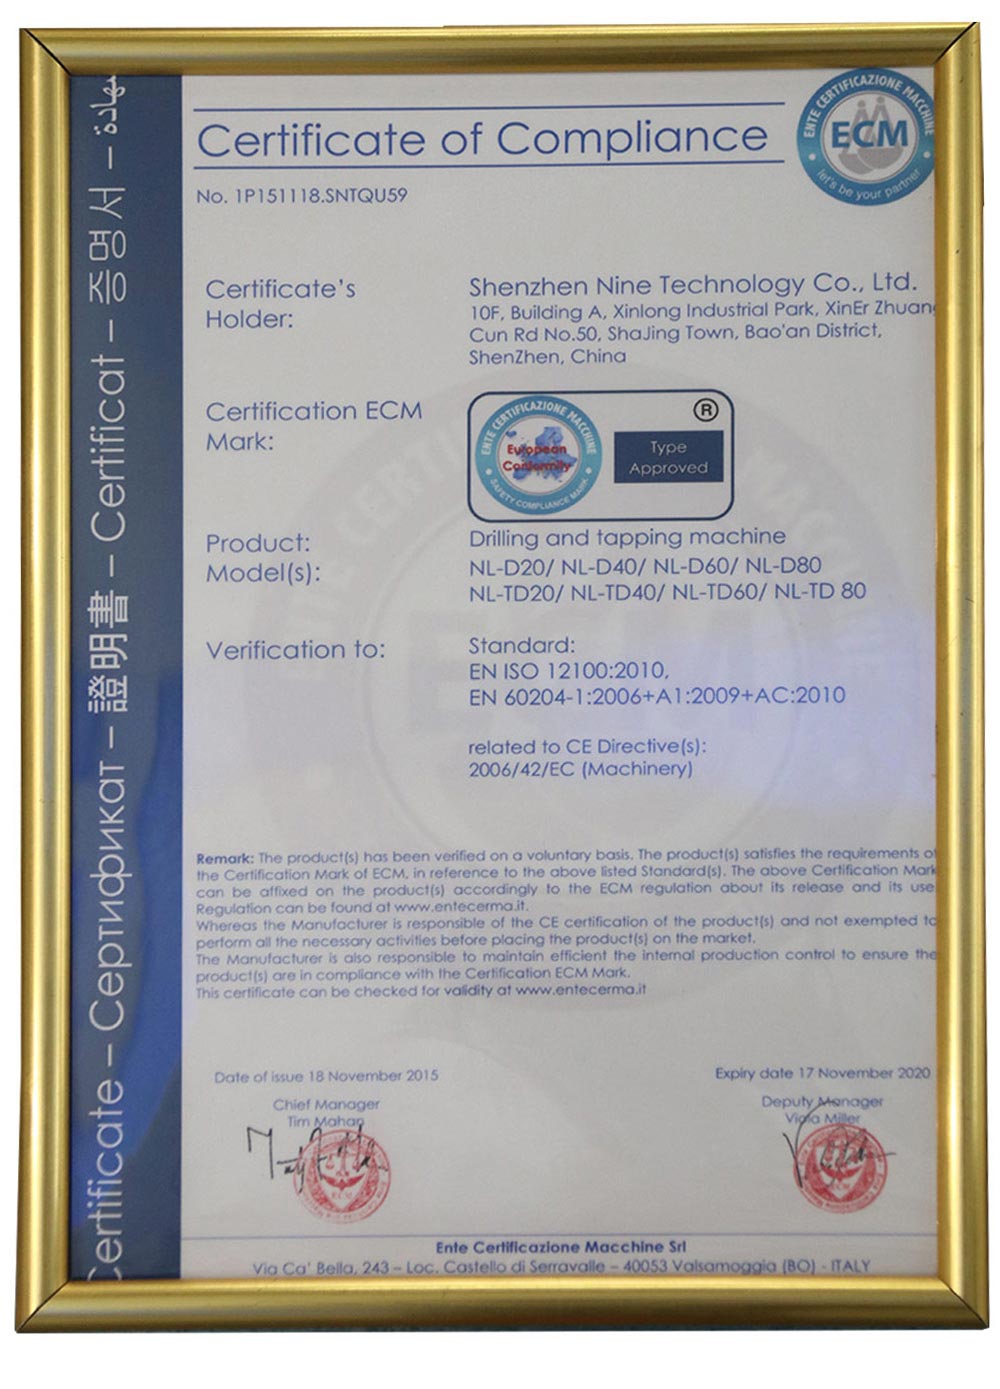 Certificate of Compliance
ENTE CERTIFICAZIONE MACCHINE
ECM
let's be your partner
No. 1P151118.SNTQU59
Certificate's
Holder:
Shenzhen Nine Technology Co., Ltd.
10F, Building A, Xinlong Industrial Park, XinEr Zhuang
Cun Rd No.50, ShaJing Town, Bao'an District,
ShenZhen, China
Certification ECM
Mark:
ENTE CERTIFICAZIONE MACCHINE
European
Conformity
SAFETY COMPLIANCE MARK
®
Type
Approved
Product:
Drilling and tapping machine
Model(s):
NL-D20/ NL-D40/ NL-D60/ NL-D80
NL-TD20/ NL-TD40/ NL-TD60/ NL-TD 80
Verification to:
Standard:
EN ISO 12100:2010,
EN 60204-1:2006+A1:2009+AC:2010
related to CE Directive(s):
2006/42/EC (Machinery)
Remark: The product(s) has been verified on a voluntary basis. The product(s) satisfies the requirements of
the Certification Mark of ECM, in reference to the above listed Standard(s). The above Certification Mark
can be affixed on the product(s) accordingly to the ECM regulation about its release and its use
Regulation can be found at www.entecerma.it.
Whereas the Manufacturer is responsible of the CE certification of the product(s) and not exempted to
perform all the necessary activities before placing the product(s) on the market.
The Manufacturer is also responsible to maintain efficient the internal production control to ensure the
product(s) are in compliance with the Certification ECM Mark.
This certificate can be checked for validity at www.entecerma.it
Date of issue 18 November 2015
Expiry date 17 November 2020
Chief Manager
Tim Mahan
Deputy Manager
Viola Miller
ECM
Ente Certificazione Macchine Srl
Via Ca' Bella, 243 – Loc. Castello di Serravalle – 40053 Valsamoggia (BO) - ITALY
Certificate – Сертификат – 證明書 – Certificat – 증명서 – شهادة